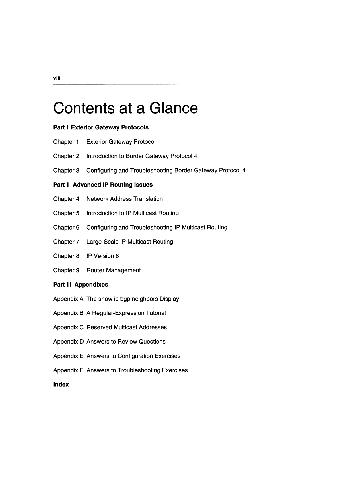 viii
Contents at a Glance
Part I Exterior Gateway Protocols
Chapter 1 Exterior Gateway Protocol
Chapter 2 Introduction to Border Gateway Protocol 4
Chapter 3 Configuring and Troubleshooting Border Gateway Protocol 4
Part II Advanced IP Routing Issues
Chapter 4 Network Address Translation
Chapter 5 Introduction to IP Multicast Routing
Chapter 6 Configuring and Troubleshooting IP Multicast Routing
Chapter 7 Large-Scale IP Multicast Routing
Chapter 8 IP Version 6
Chapter 9 Router Management
Part III Appendixes
Appendix A The show ip bgp neighbors Display
Appendix B A Regular-Expression Tutorial
Appendix C Reserved Multicast Addresses
Appendix D Answers to Review Questions
Appendix E Answers to Configuration Exercises
Appendix F Answers to Troubleshooting Exercises
Index